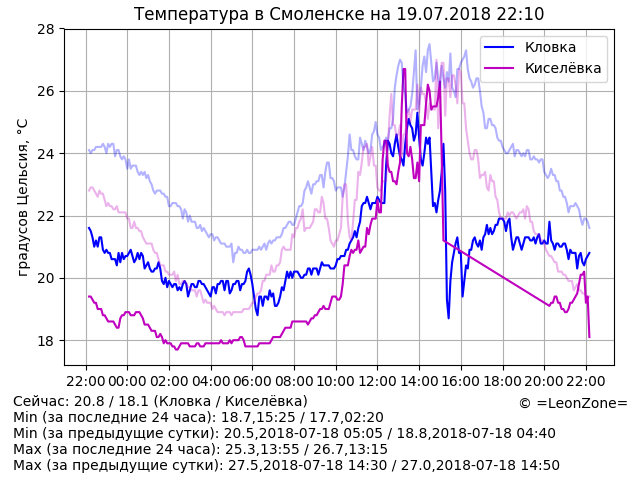 Температура в Смоленске на 19.07.2018 22:10
градусов Цельсия, °C
28
26
24
22
20
18
Кловка
Киселёвка
22:00 00:00 02:00 04:00 06:00 08:00 10:00 12:00 14:00 16:00 18:00 20:00 22:00
Сейчас: 20.8 / 18.1 (Кловка / Киселёвка)
© =LeonZone=
Min (за последние 24 часа): 18.7,15:25 / 17.7,02:20
Min (за предыдущие сутки): 20.5,2018-07-18 05:05 / 18.8,2018-07-18 04:40
Max (за последние 24 часа): 25.3,13:55 / 26.7,13:15
Max (за предыдущие сутки): 27.5,2018-07-18 14:30 / 27.0,2018-07-18 14:50